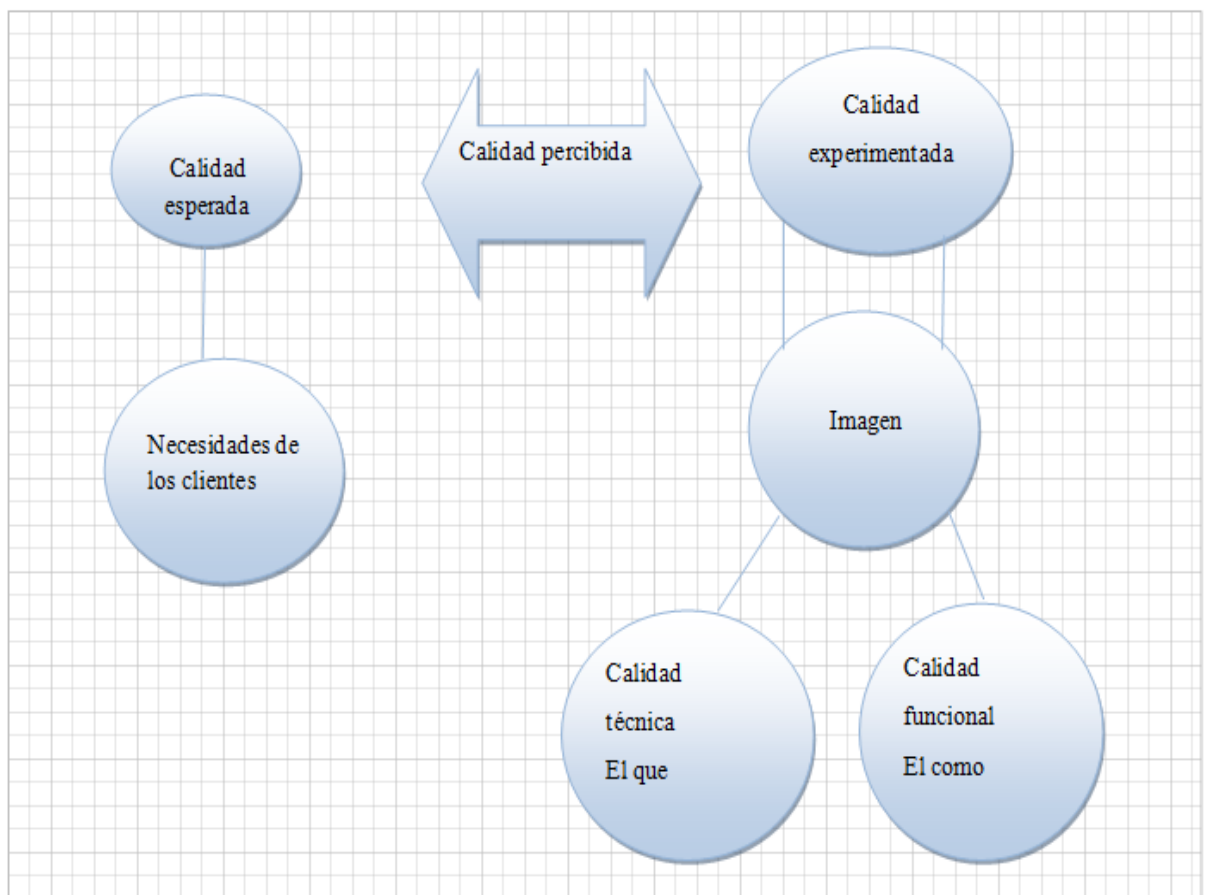 Calidad
esperada
Calidad percibida
Calidad
experimentada
Necesidades de
los clientes
Imagen
Calidad
técnica
El que
Calidad
funcional
El como